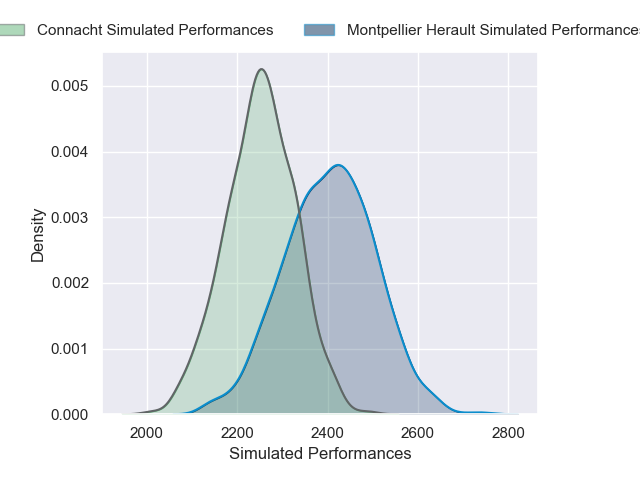 Connacht Simulated Performances
Montpellier Herault Simulated Performances
0.005
0.004
0.003
0.002
0.001
0.000
Density
2000 2200 2400 2600 2800
Simulated Performances